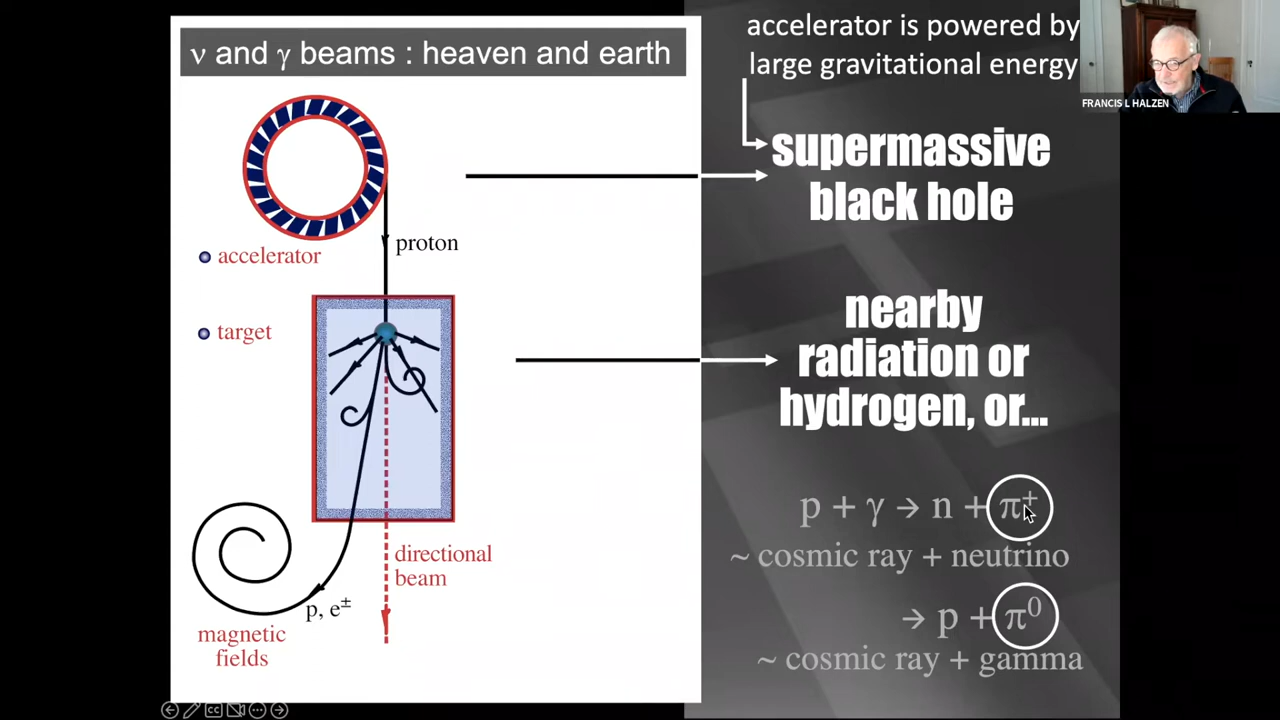 ν and γ beams : heaven and earth
accelerator
target
proton
directional
beam
p, e±
magnetic
fields
accelerator is powered by
large gravitational energy
supermassive
black hole
nearby
radiation or
hydrogen, or...
p + γ → n + π±
~ cosmic ray + neutrino
→ p + π⁰
~ cosmic ray + gamma
FRANCIS L HALZEN
CC